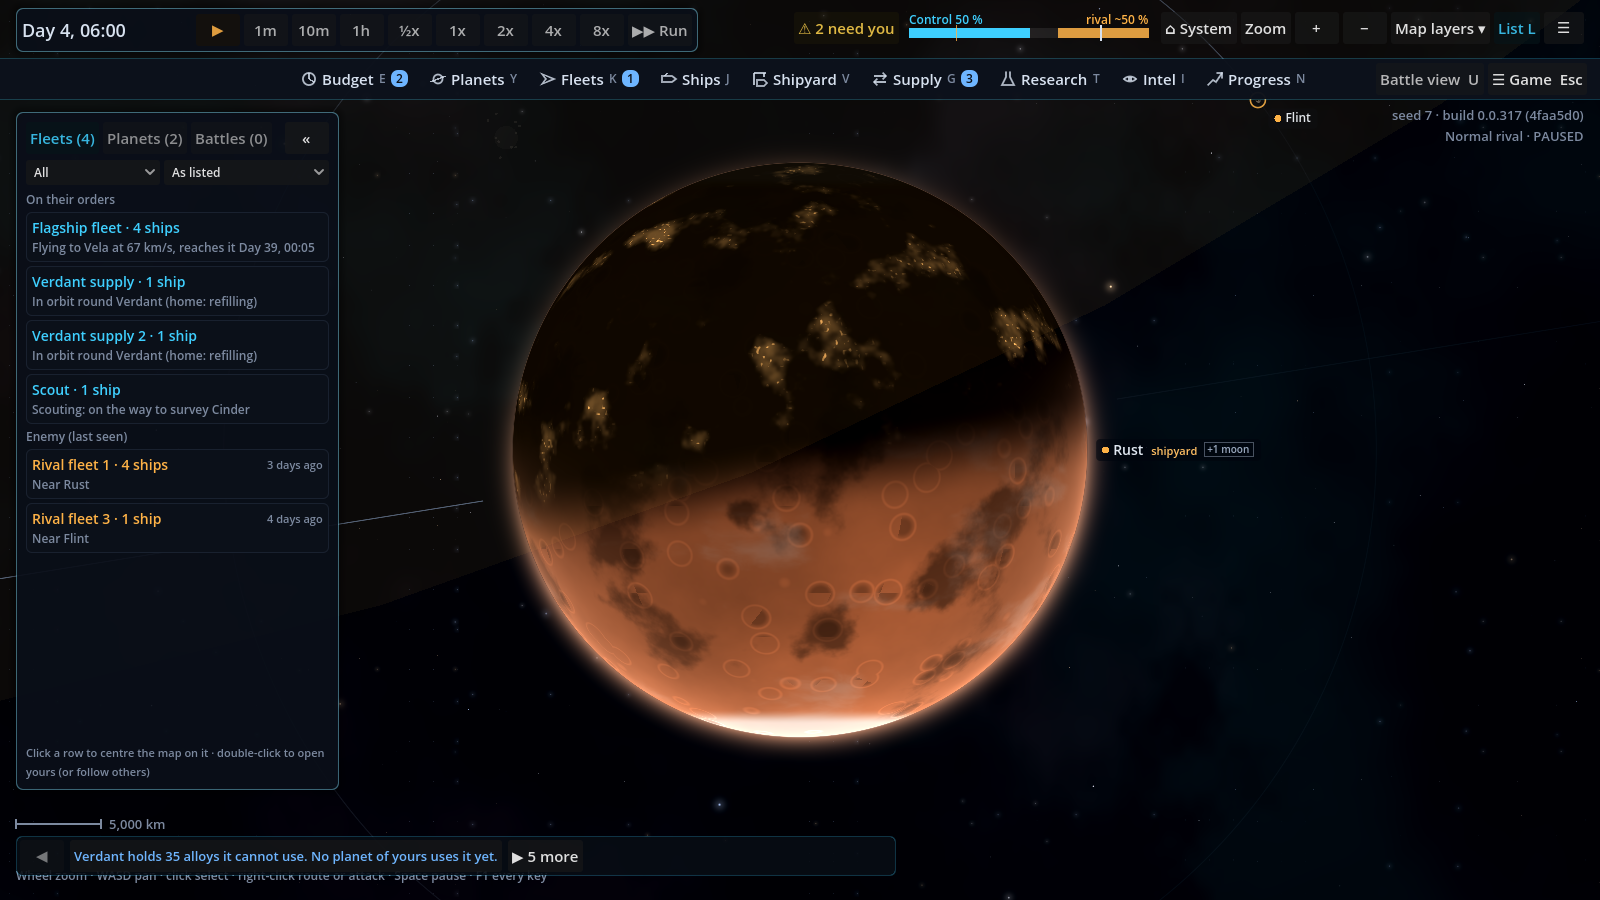 Day 4, 06:00
1m 10m 1h ½x 1x 2x 4x 8x ▶▶ Run
⚠ 2 need you
Control 50 % rival ~50 %
⌂ System Zoom + − Map layers ▾ List L ☰
Budget E 2 Planets Y Fleets K 1 Ships J Shipyard V Supply G 3 Research T Intel I Progress N Battle view U ☰ Game Esc
Fleets (4) Planets (2) Battles (0) «
All As listed
On their orders
Flagship fleet · 4 ships
Flying to Vela at 67 km/s, reaches it Day 39, 00:05
Verdant supply · 1 ship
In orbit round Verdant (home: refilling)
Verdant supply 2 · 1 ship
In orbit round Verdant (home: refilling)
Scout · 1 ship
Scouting: on the way to survey Cinder
Enemy (last seen)
Rival fleet 1 · 4 ships 3 days ago
Near Rust
Rival fleet 3 · 1 ship 4 days ago
Near Flint
Click a row to centre the map on it · double-click to open
yours (or follow others)
Flint
seed 7 · build 0.0.317 (4faa5d0)
Normal rival · PAUSED
Rust shipyard +1 moon
5,000 km
◀ Verdant holds 35 alloys it cannot use. No planet of yours uses it yet. ▶ 5 more
Wheel zoom · WASD pan · click select · right-click route or attack · Space pause · F1 every key